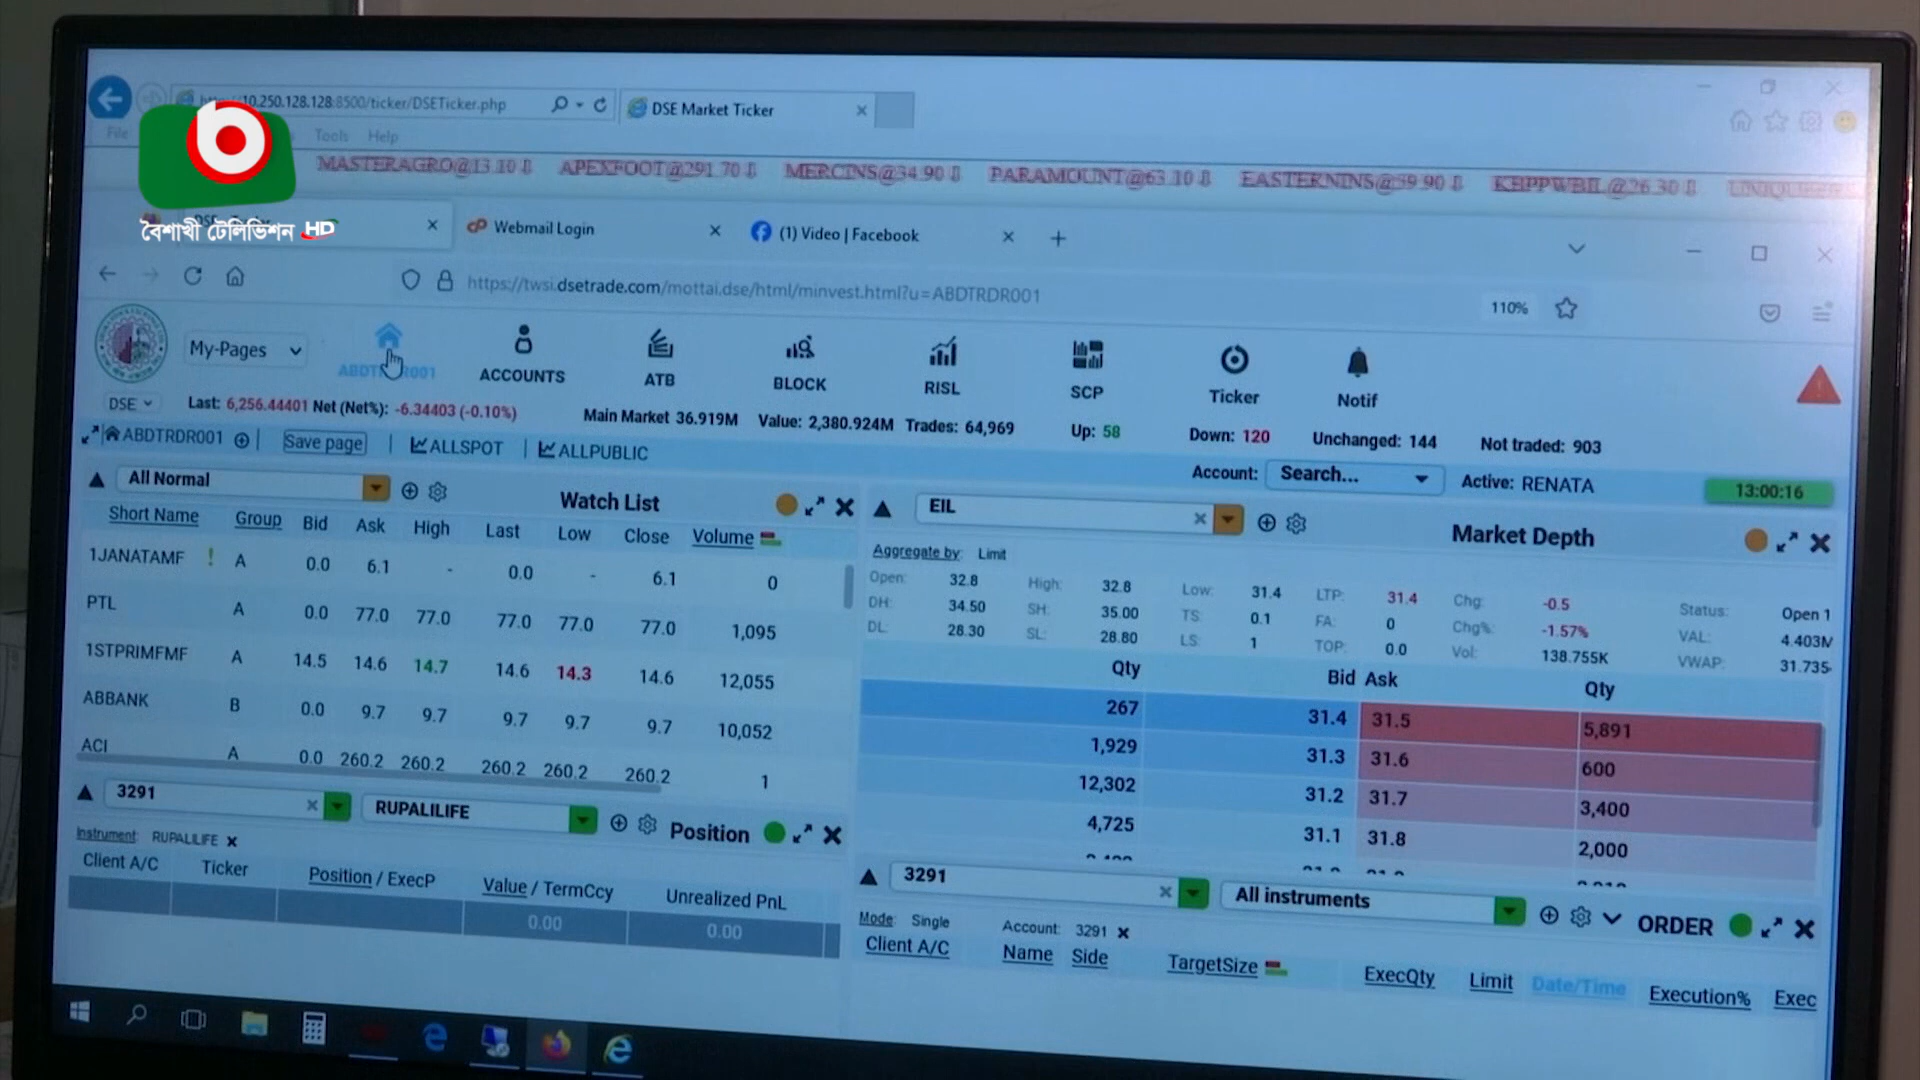 10.250.128.128:8500/ticker/DSETicker.php DSE Market Ticker
File Tools Help
MASTERAGRO@13.10 APEXFOOT@291.70 MERCINS@34.90 PARAMOUNT@63.10 EASTERNINS@59.90 KBPPWBIL@26.30
বৈশাখী টেলিভিশন HD
Webmail Login (1) Video | Facebook
https://twsi.dsetrade.com/mottai.dse/html/minvest.html?u=ABDTRDR001 110%
My-Pages ACCOUNTS ATB BLOCK RISL SCP Ticker Notif
DSE Last: 6,256.44401 Net (Net%): -6.34403 (-0.10%) Main Market 36.919M Value: 2,380.924M Trades: 64,969 Up: 58 Down: 120 Unchanged: 144 Not traded: 903
ABDTRDR001 Save page ALLSPOT ALLPUBLIC Account: Search... Active: RENATA 13:00:16
All Normal Watch List
Short Name Group Bid Ask High Last Low Close Volume
1JANATAMF ! A 0.0 6.1 - 0.0 - 6.1 0
PTL A 0.0 77.0 77.0 77.0 77.0 77.0 1,095
1STPRIMFMF A 14.5 14.6 14.7 14.6 14.3 14.6 12,055
ABBANK B 0.0 9.7 9.7 9.7 9.7 9.7 10,052
ACI A 0.0 260.2 260.2 260.2 260.2 260.2 1
EIL Market Depth
Aggregate by: Limit
Open: 32.8 High: 32.8 Low: 31.4 LTP: 31.4 Chg: -0.5 Status: Open 1
DH: 34.50 SH: 35.00 TS: 0.1 FA: 0 Chg%: -1.57% VAL: 4.403M
DL: 28.30 SL: 28.80 LS: 1 TOP: 0.0 Vol: 138.755K VWAP: 31.735
Qty Bid Ask Qty
267 31.4 31.5 5,891
1,929 31.3 31.6 600
12,302 31.2 31.7 3,400
4,725 31.1 31.8 2,000
3291 RUPALILIFE Position
Instrument: RUPALILIFE
Client A/C Ticker Position / ExecP Value / TermCcy Unrealized PnL
0.00 0.00
3291 All instruments ORDER
Mode: Single Account: 3291
Client A/C Name Side TargetSize ExecQty Limit Date/Time Execution% Exec